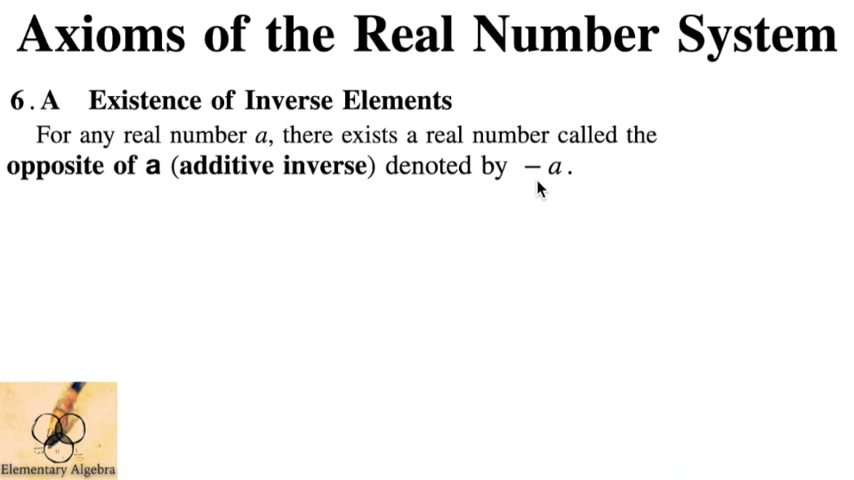 Axioms of the Real Number System
6.A Existence of Inverse Elements
For any real number a, there exists a real number called the
opposite of a (additive inverse) denoted by −a.
Elementary Algebra